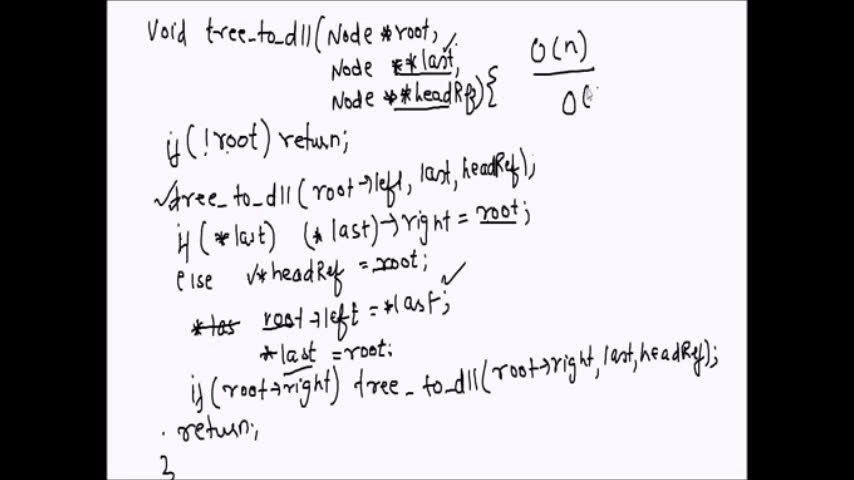 void tree_to_dll(Node *root,
Node **last,
Node **headRef){
O(n)
O(
if (!root) return;
tree_to_dll(root->left, last, headRef);
if (*last) (*last)->right = root;
else *headRef = root;
*las root->left = *last;
*last = root;
if (root->right) tree_to_dll(root->right, last, headRef);
return;
}